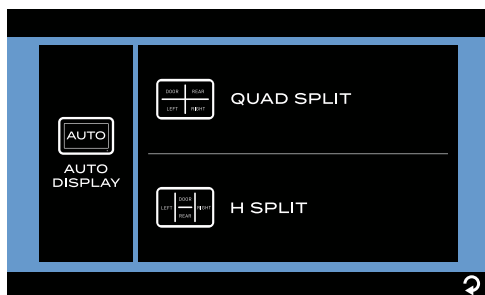 AUTO
AUTO
DISPLAY
DOOR REAR
LEFT RIGHT
QUAD SPLIT
DOOR
LEFT RIGHT
REAR
H SPLIT